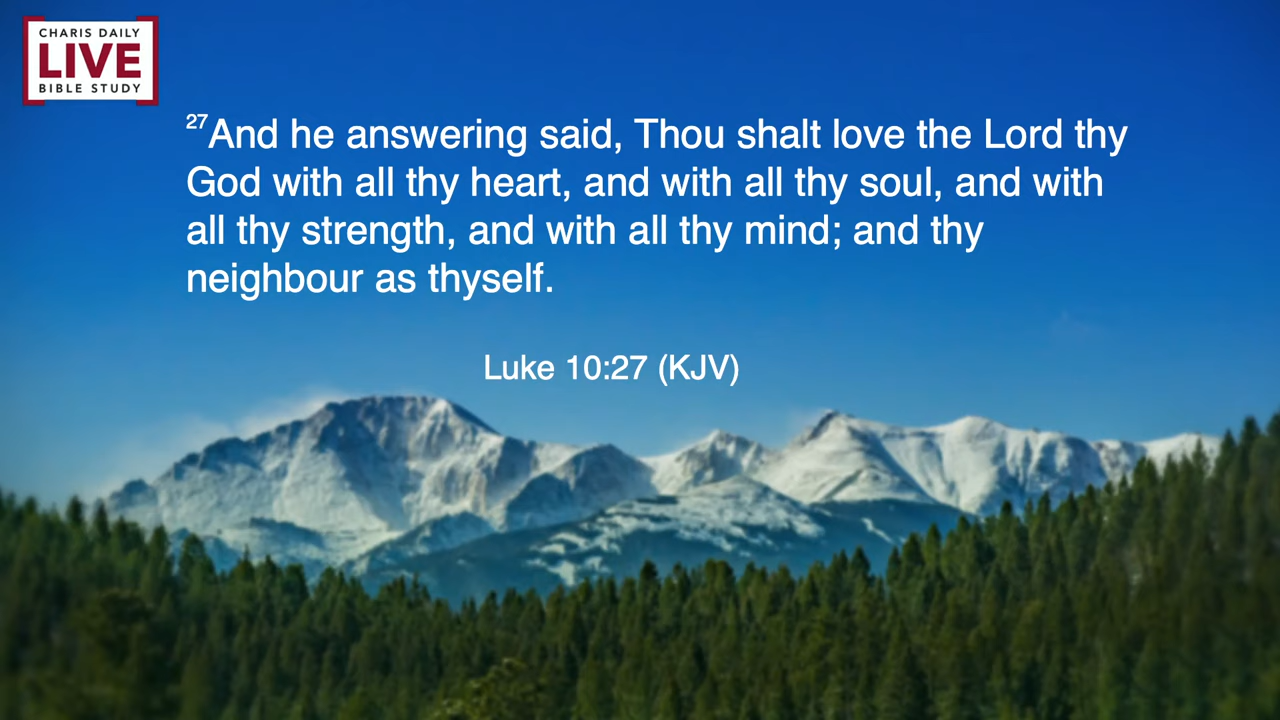 CHARIS DAILY
LIVE
BIBLE STUDY
27And he answering said, Thou shalt love the Lord thy
God with all thy heart, and with all thy soul, and with
all thy strength, and with all thy mind; and thy
neighbour as thyself.
Luke 10:27 (KJV)